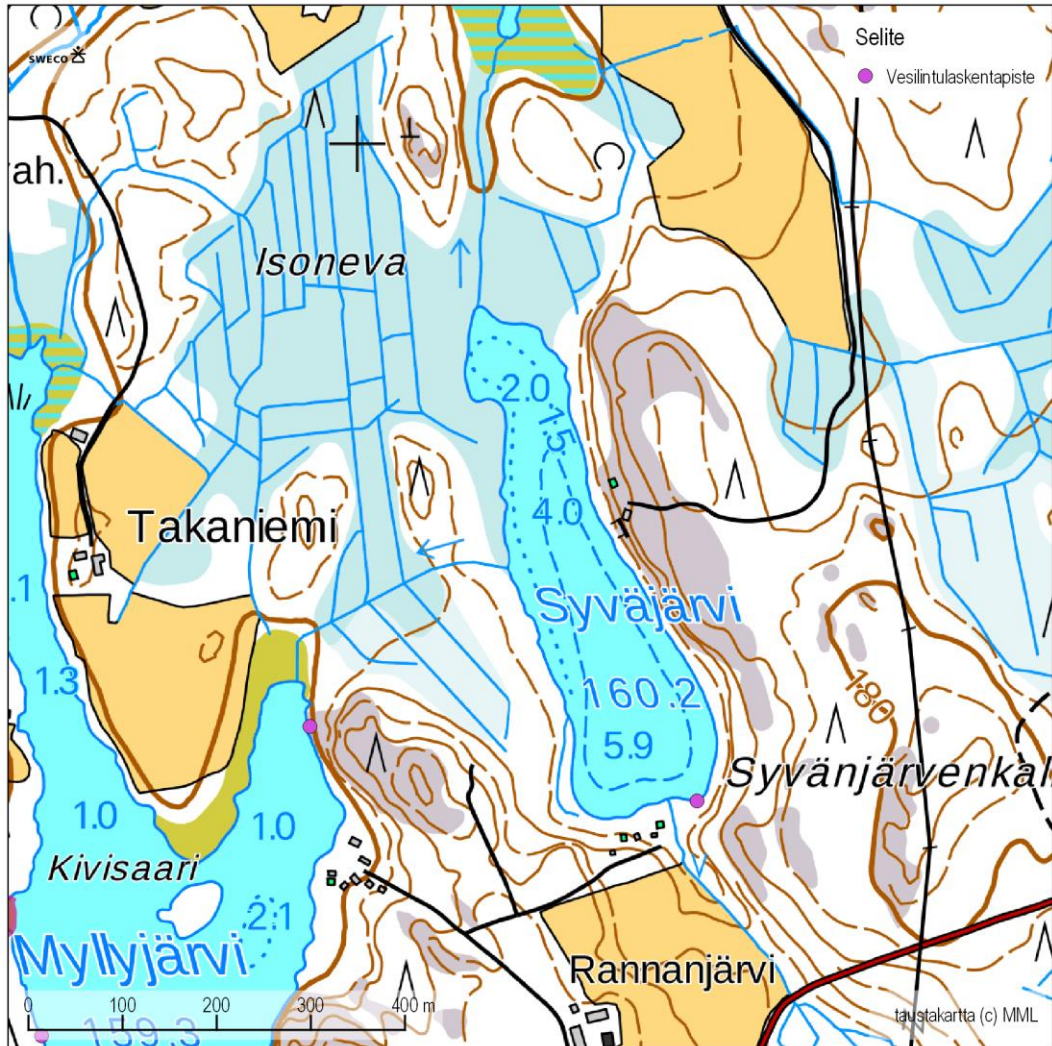 Selite
SWECO
Vesilintulaskentapiste
ah.
Isoneva
2.0
1.5
4.0
Takaniemi
.1
Syväjärvi
1.3
160.2
180
5.9
Syvänjärvenkal
1.0
1.0
Kivisaari
2.1
Myllyjärvi
Rannanjärvi
0 100 200 300 400 m
159.3
taustakartta (c) MML